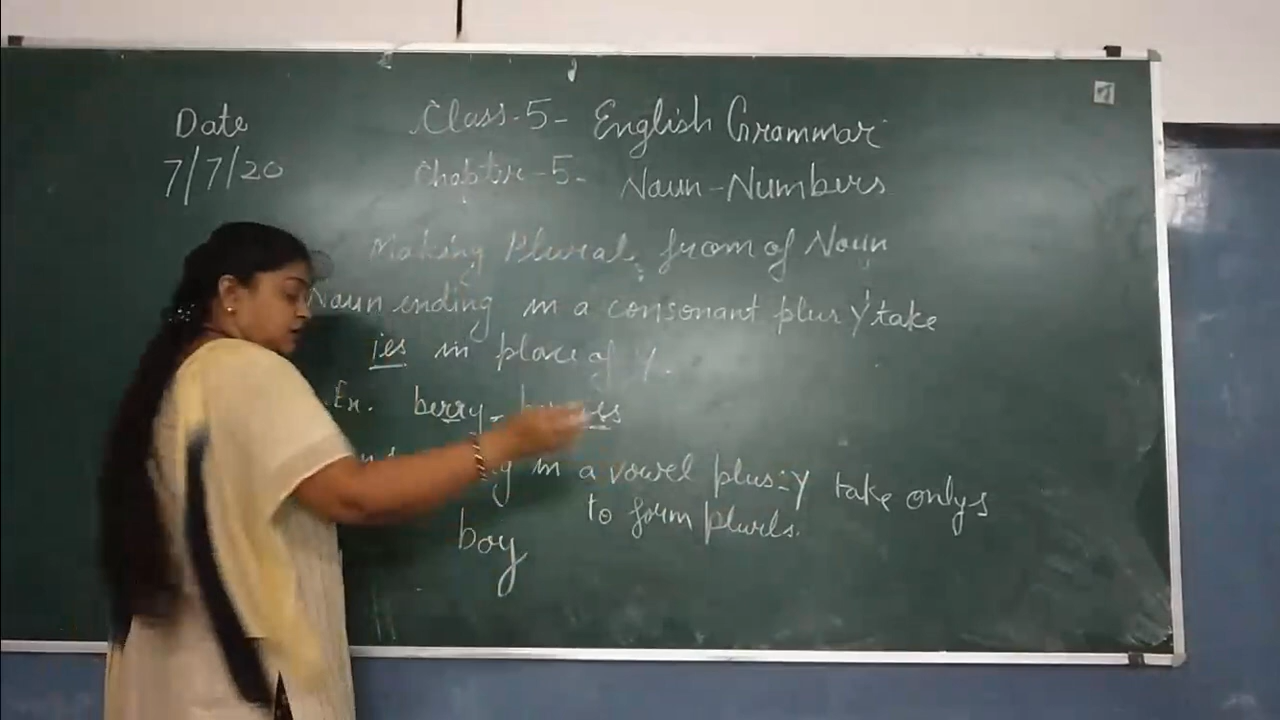 Date
7/7/20
Class-5- English Grammar
Chapter-5- Noun-Numbers
Making Plural from of Noun
Noun ending in a consonant plus 'Y' take
ies in place of Y.
Ex. berry-
in a vowel plus-Y take only s
to form plurls.
boy